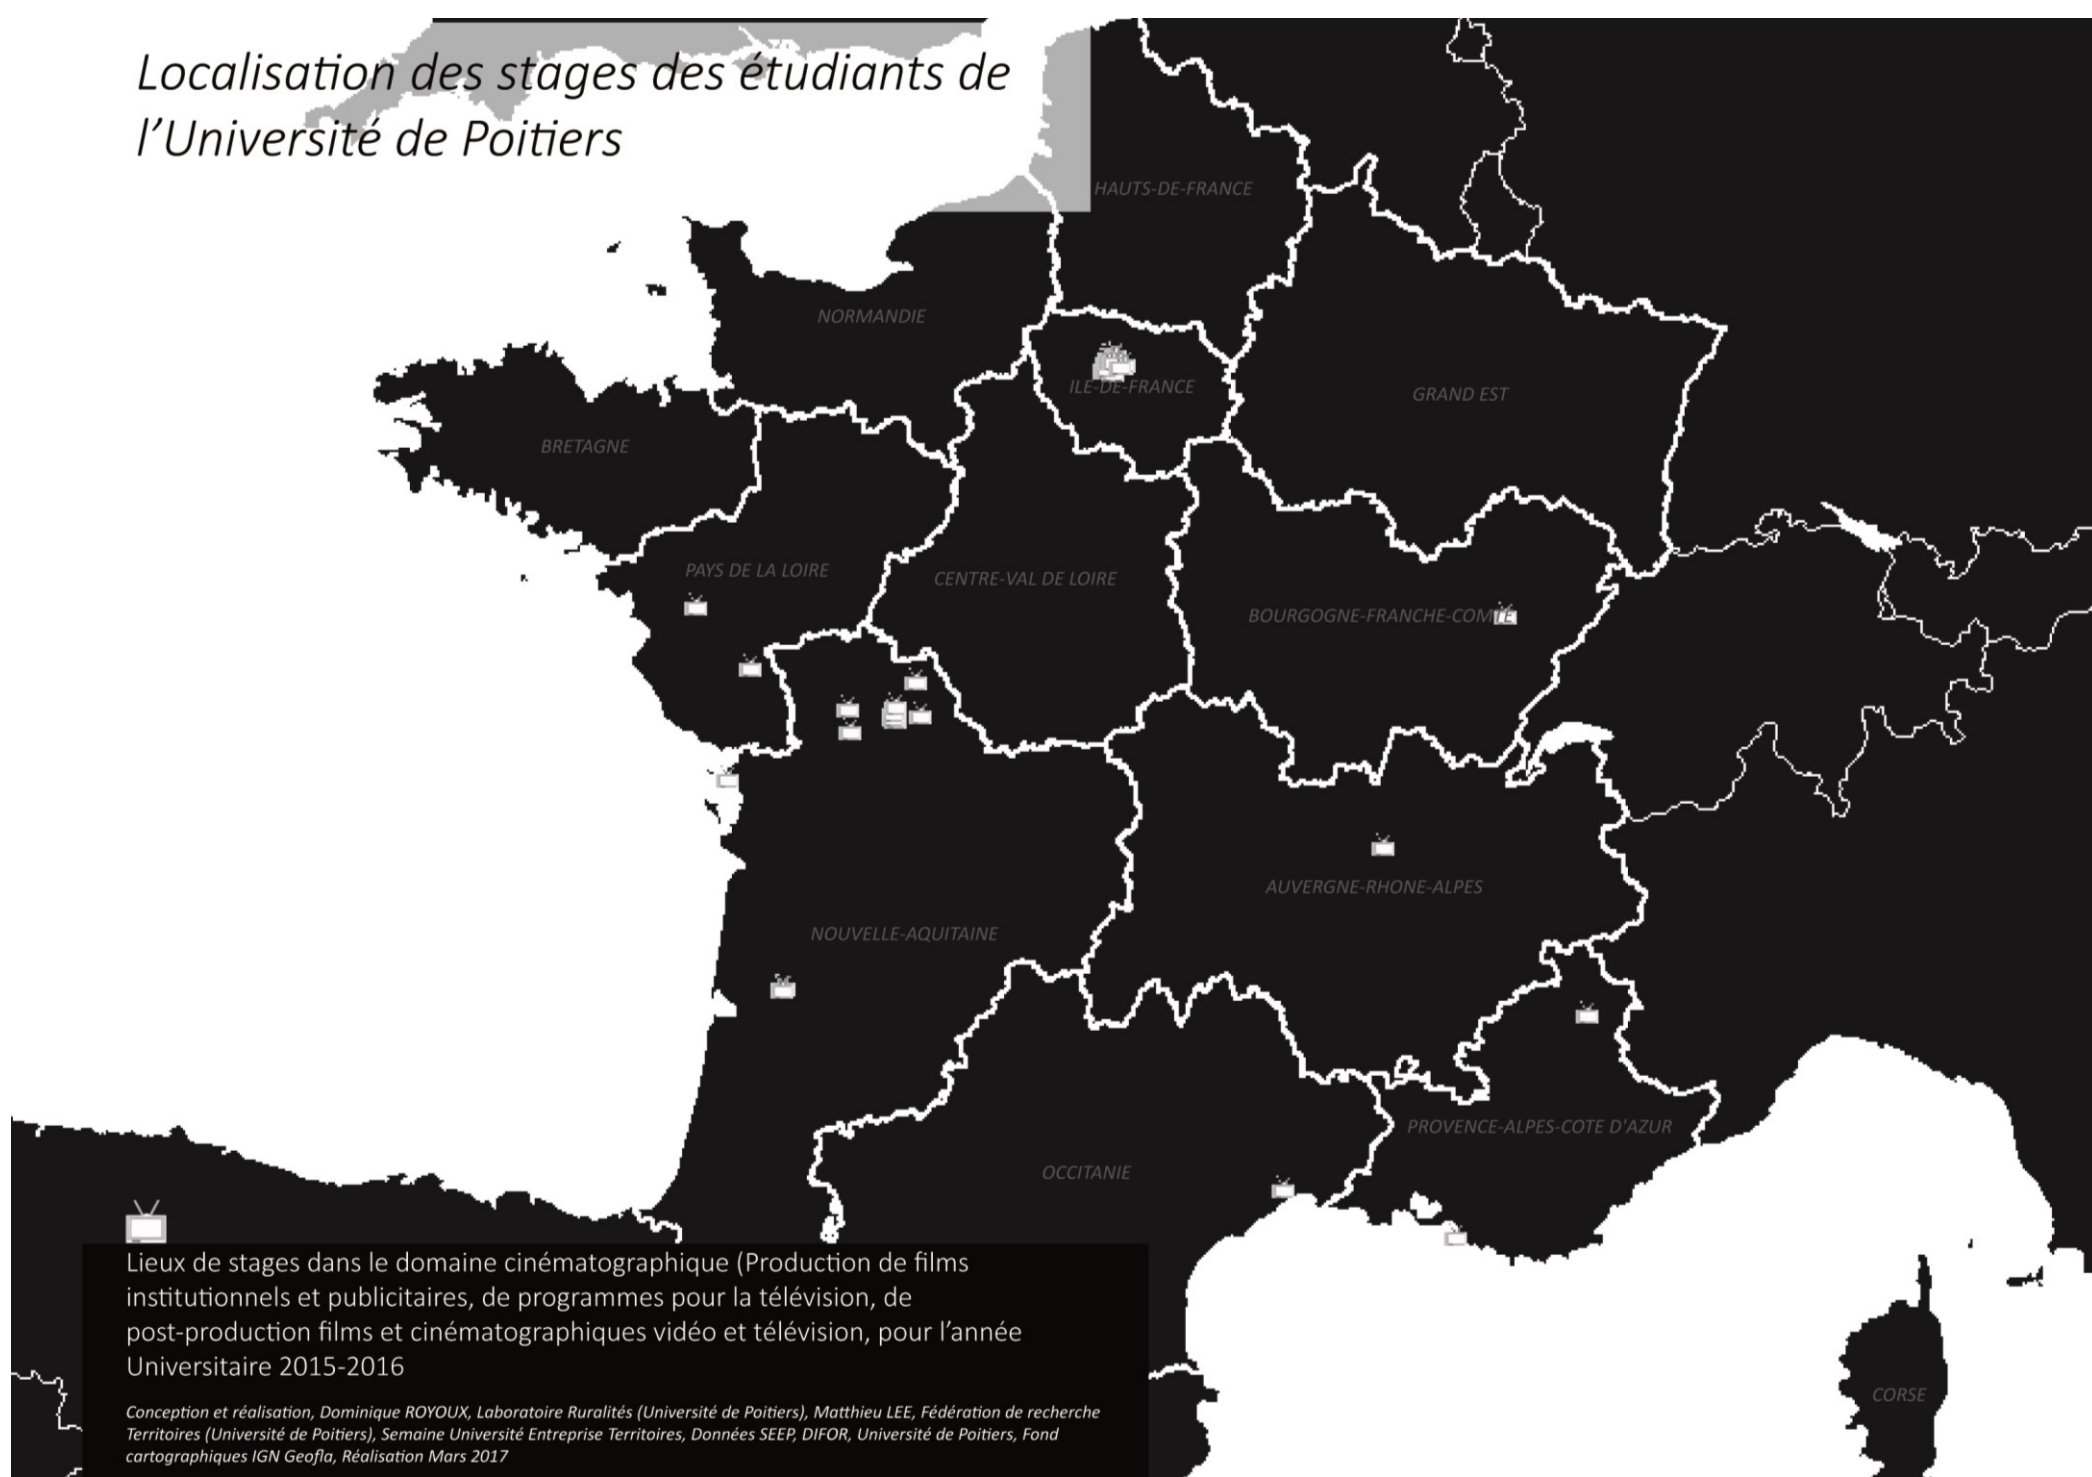 Localisation des stages des étudiants de
l’Université de Poitiers
HAUTS-DE-FRANCE
NORMANDIE
ILE-DE-FRANCE
GRAND EST
BRETAGNE
PAYS DE LA LOIRE
CENTRE-VAL DE LOIRE
BOURGOGNE-FRANCHE-COMTE
AUVERGNE-RHONE-ALPES
NOUVELLE-AQUITAINE
PROVENCE-ALPES-COTE D'AZUR
OCCITANIE
CORSE
Lieux de stages dans le domaine cinématographique (Production de films
institutionnels et publicitaires, de programmes pour la télévision, de
post-production films et cinématographiques vidéo et télévision, pour l’année
Universitaire 2015-2016
Conception et réalisation, Dominique ROYOUX, Laboratoire Ruralités (Université de Poitiers), Matthieu LEE, Fédération de recherche
Territoires (Université de Poitiers), Semaine Université Entreprise Territoires, Données SEEP, DIFOR, Université de Poitiers, Fond
cartographiques IGN Geofla, Réalisation Mars 2017